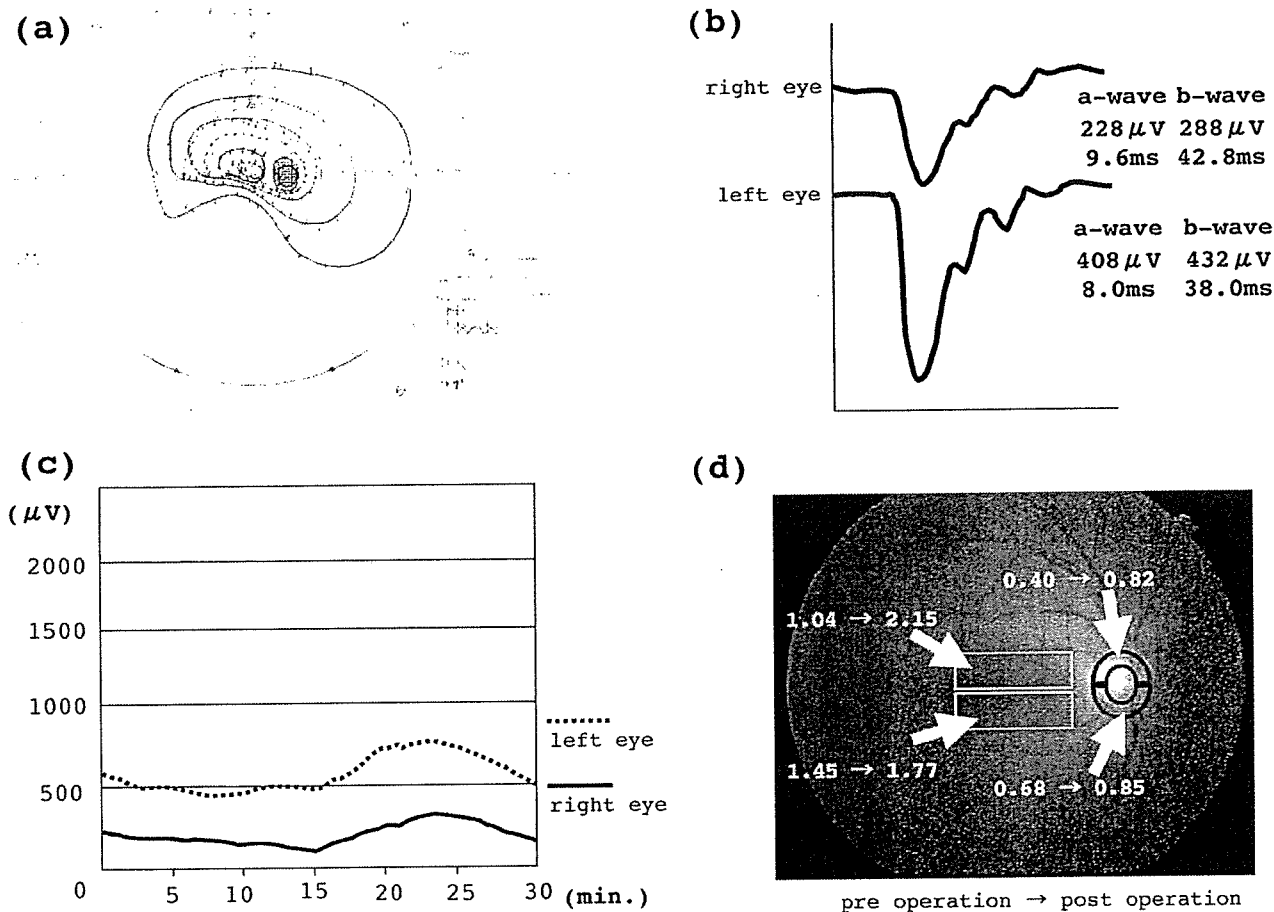 (a)
(b)
right eye
a-wave b-wave
228μV 288μV
9.6ms 42.8ms
left eye
a-wave b-wave
408μV 432μV
8.0ms 38.0ms
(c)
(μV)
2000
1500
1000
500
0
5 10 15 20 25 30 (min.)
left eye
right eye
(d)
0.40 → 0.82
1.04 → 2.15
1.45 → 1.77
0.68 → 0.85
pre operation → post operation